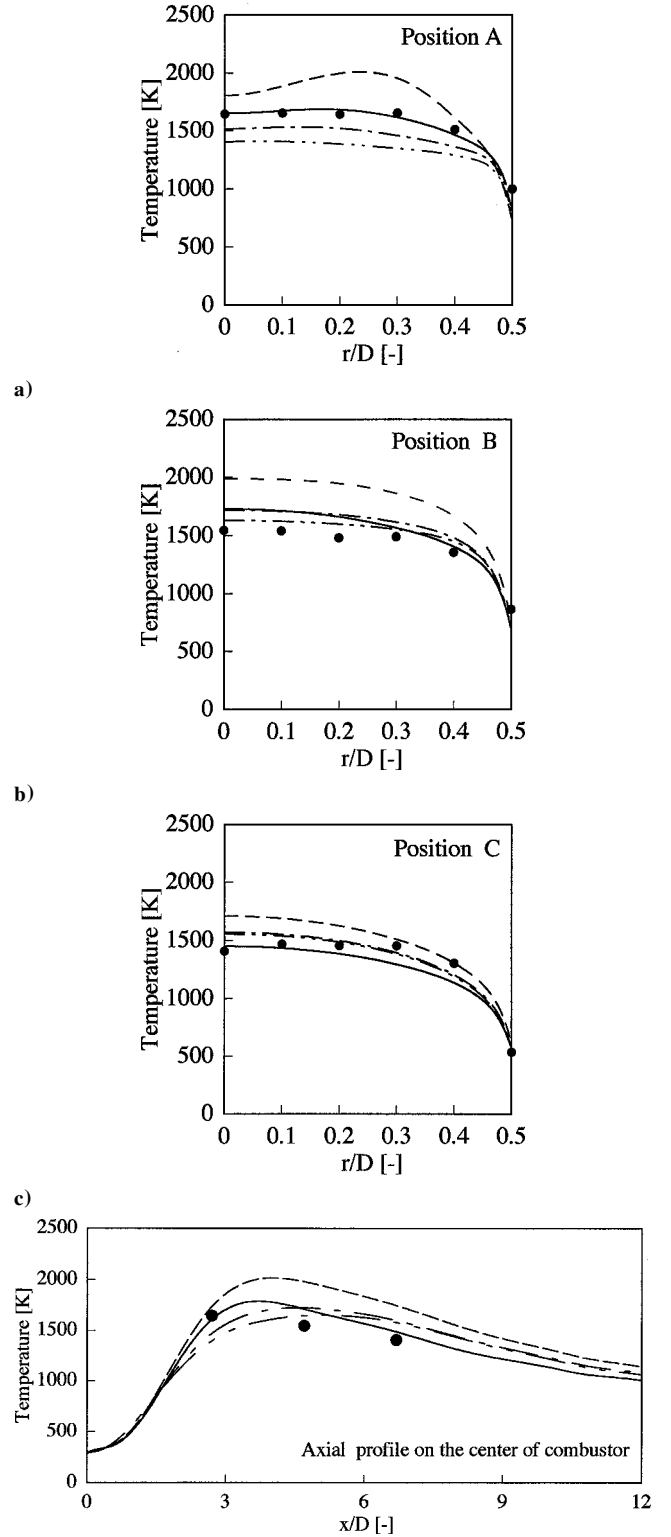 2500
Position A
2000
1500
1000
500
0
Temperature [K]
0 0.1 0.2 0.3 0.4 0.5
r/D [-]
a)
2500
Position B
2000
1500
1000
500
0
Temperature [K]
0 0.1 0.2 0.3 0.4 0.5
r/D [-]
b)
2500
Position C
2000
1500
1000
500
0
Temperature [K]
0 0.1 0.2 0.3 0.4 0.5
r/D [-]
c)
2500
2000
1500
1000
500
0
Temperature [K]
Axial profile on the center of combustor
0 3 6 9 12
x/D [-]